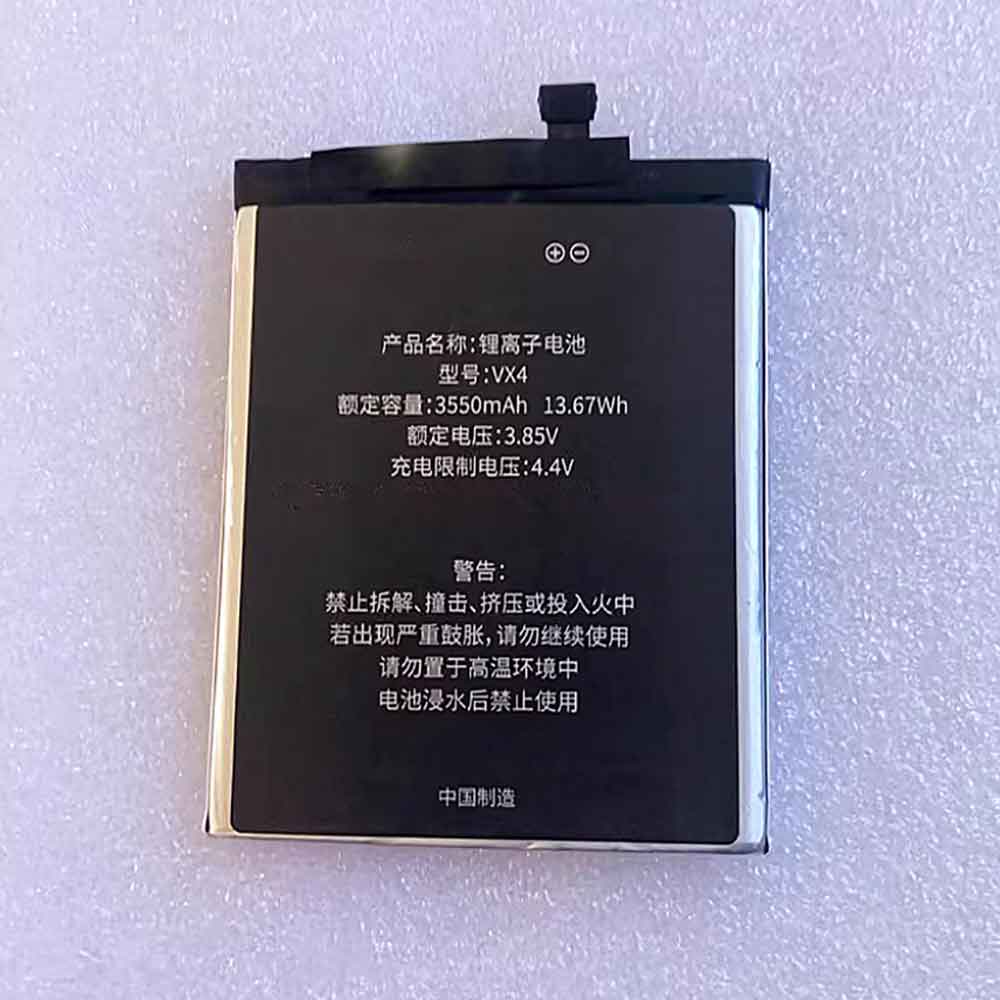 ⊕⊖
产品名称:锂离子电池
型号:VX4
额定容量:3550mAh 13.67Wh
额定电压:3.85V
充电限制电压:4.4V
警告:
禁止拆解、撞击、挤压或投入火中
若出现严重鼓胀,请勿继续使用
请勿置于高温环境中
电池浸水后禁止使用
中国制造